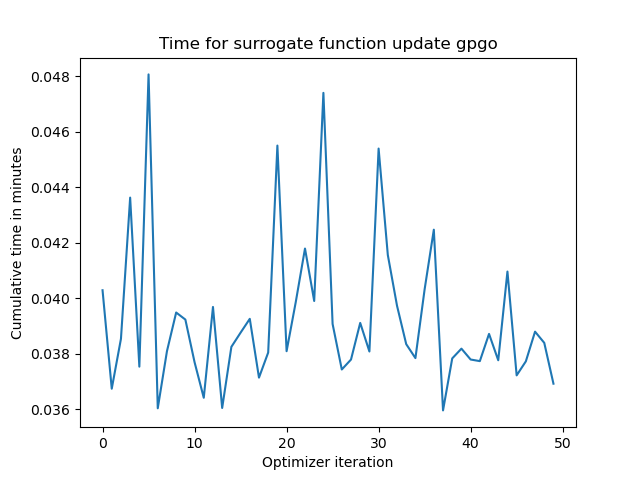 Time for surrogate function update gpgo
Cumulative time in minutes
0.048
0.046
0.044
0.042
0.040
0.038
0.036
0 10 20 30 40 50
Optimizer iteration